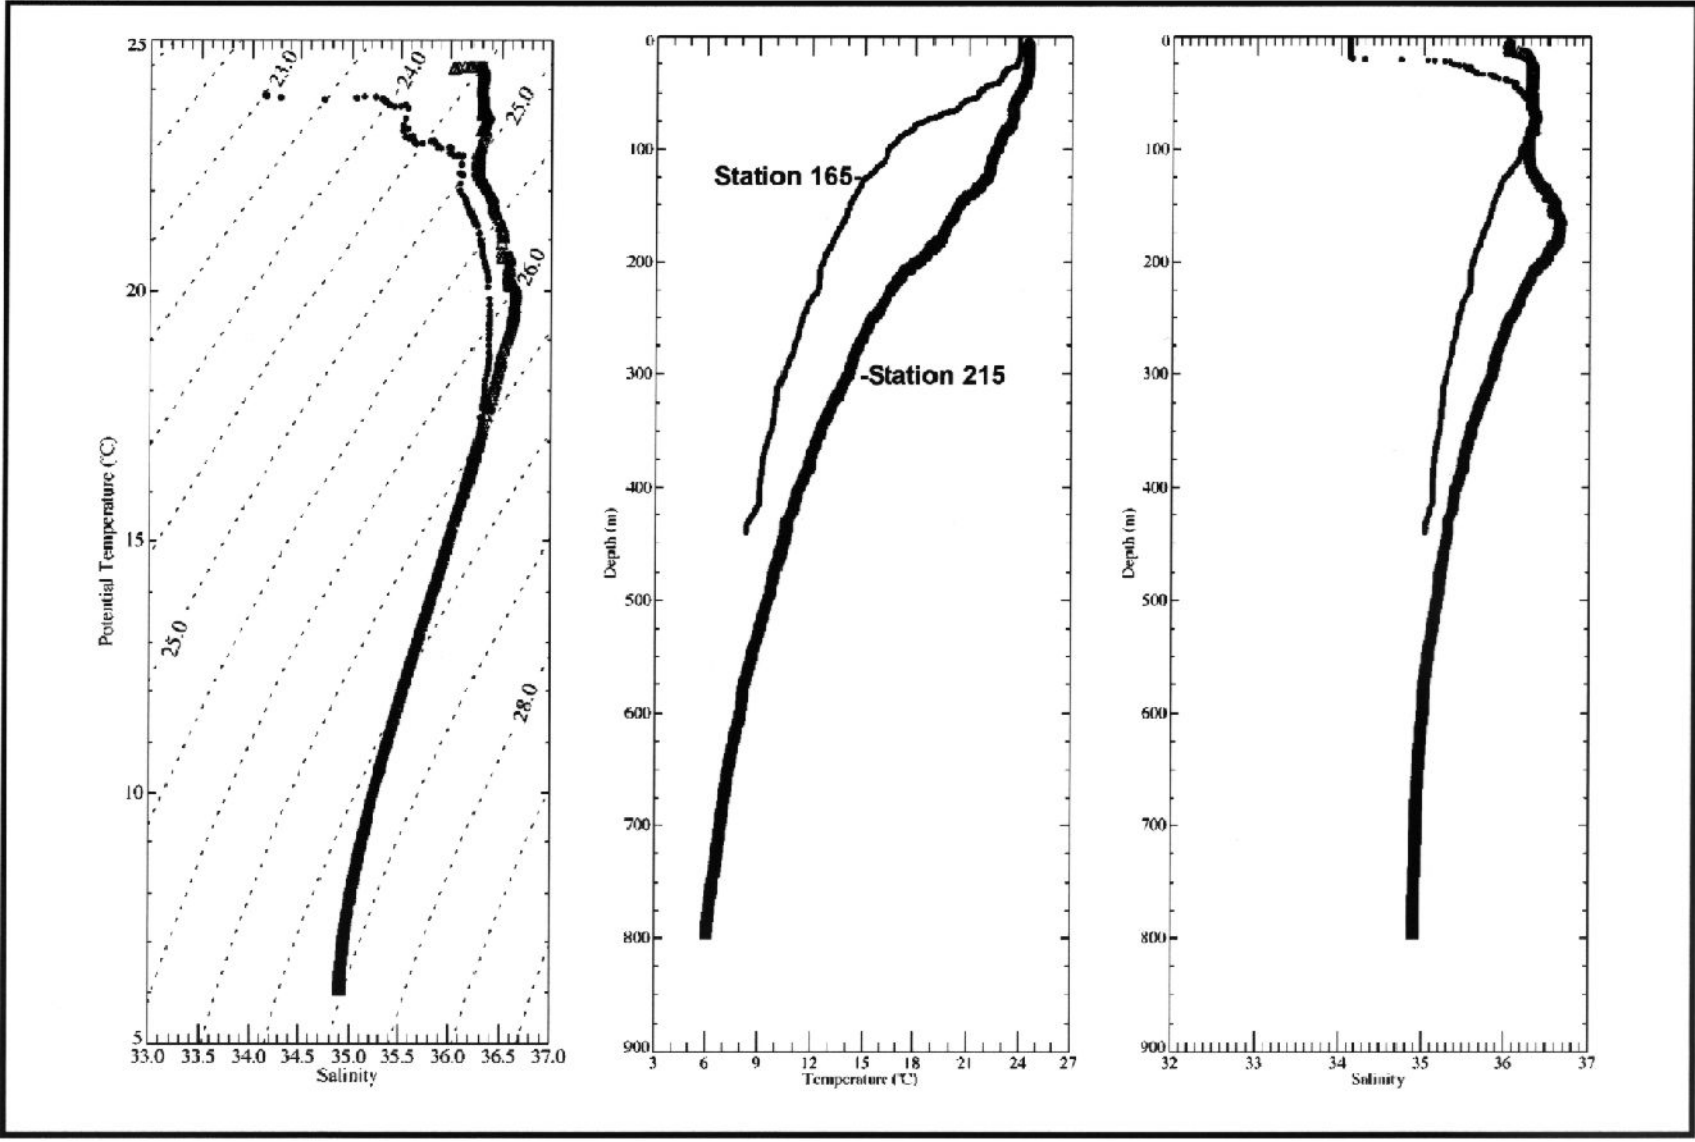 25
20
15
10
5
Potential Temperature (°C)
23.0
24.0
25.0
26.0
25.0
28.0
33.0 33.5 34.0 34.5 35.0 35.5 36.0 36.5 37.0
Salinity
0
100
200
300
400
500
600
700
800
900
Depth (m)
Station 165-
-Station 215
3 6 9 12 15 18 21 24 27
Temperature (°C)
0
100
200
300
400
500
600
700
800
900
Depth (m)
32 33 34 35 36 37
Salinity